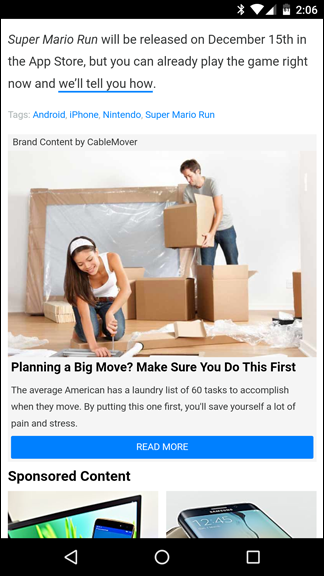 2:06
Super Mario Run will be released on December 15th in
the App Store, but you can already play the game right
now and we'll tell you how.
Tags: Android, iPhone, Nintendo, Super Mario Run
Brand Content by CableMover
Planning a Big Move? Make Sure You Do This First
The average American has a laundry list of 60 tasks to accomplish
when they move. By putting this one first, you'll save yourself a lot of
pain and stress.
READ MORE
Sponsored Content
12:45